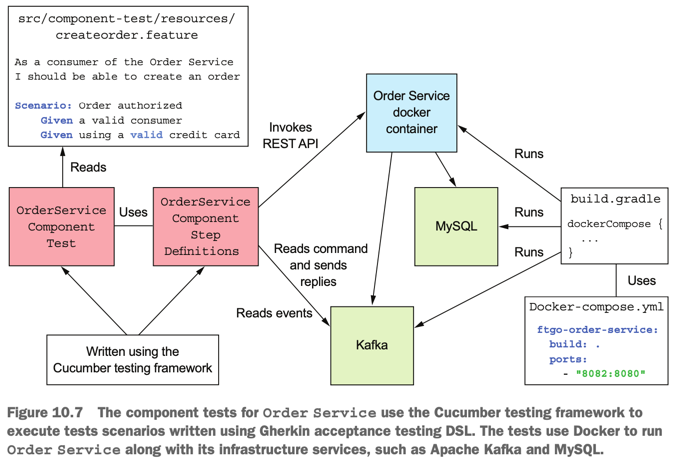 src/component-test/resources/
createorder.feature
As a consumer of the Order Service
I should be able to create an order
Scenario: Order authorized
Given a valid consumer
Given using a valid credit card
Reads
OrderService
Component
Test
Uses
OrderService
Component
Step
Definitions
Written using the
Cucumber testing framework
Invokes
REST API
Reads command
and sends
replies
Reads events
Order Service
docker
container
MySQL
Kafka
Runs
Runs
Runs
build.gradle
dockerCompose {
...
}
Uses
Docker-compose.yml
ftgo-order-service:
build: .
ports:
- "8082:8080"
Figure 10.7 The component tests for Order Service use the Cucumber testing framework to
execute tests scenarios written using Gherkin acceptance testing DSL. The tests use Docker to run
Order Service along with its infrastructure services, such as Apache Kafka and MySQL.